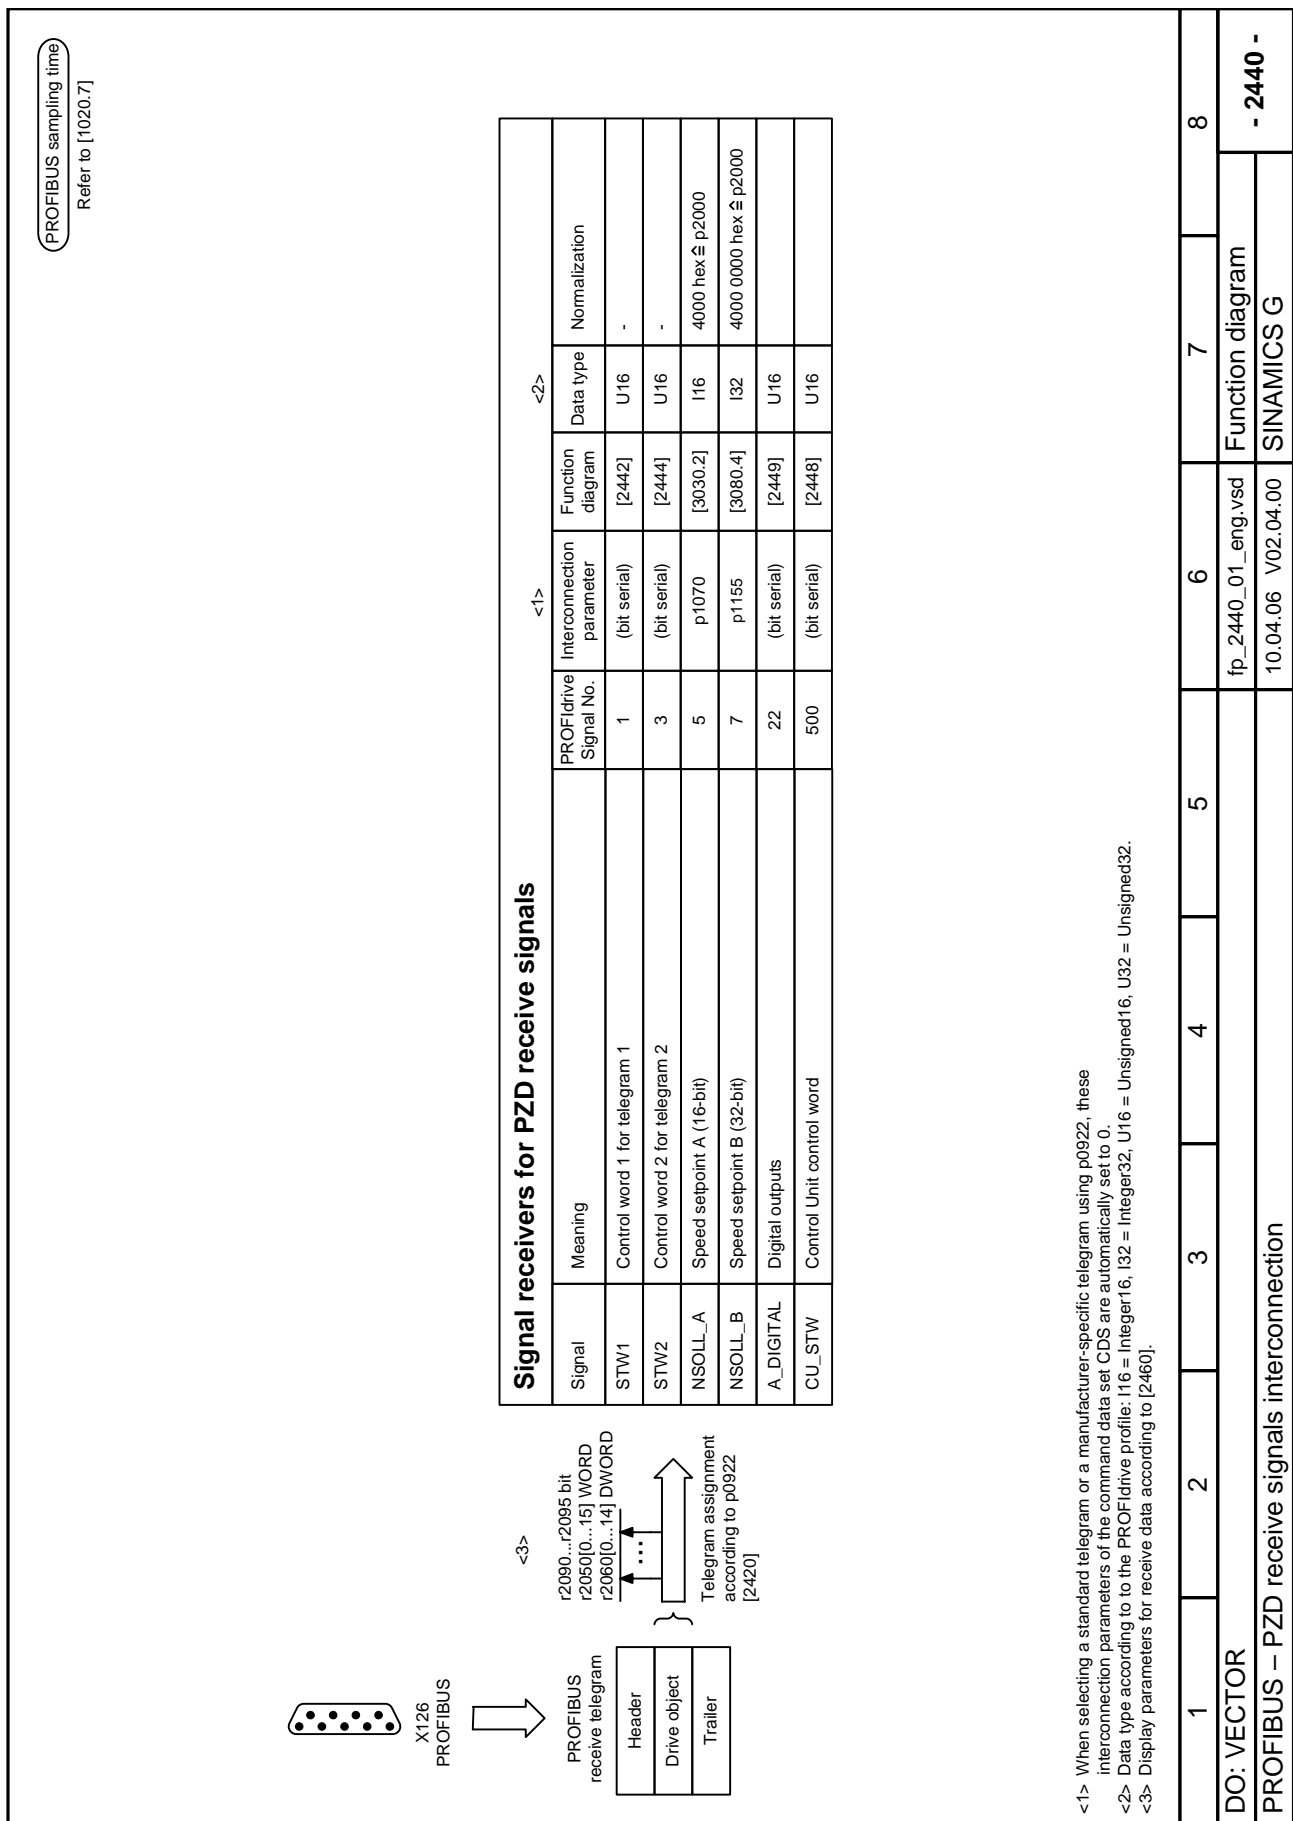 PROFIBUS sampling time
Refer to [1020.7]
X126
PROFIBUS
PROFIBUS
receive telegram
Header
Drive object
Trailer
<3>
r2090...r2095 bit
r2050[0...15] WORD
r2060[0...14] DWORD
...
Telegram assignment
according to p0922
[2420]
Signal receivers for PZD receive signals
<1> <2>
Signal Meaning PROFIdrive Signal No. Interconnection parameter Function diagram Data type Normalization
STW1 Control word 1 for telegram 1 1 (bit serial) [2442] U16 -
STW2 Control word 2 for telegram 2 3 (bit serial) [2444] U16 -
NSOLL_A Speed setpoint A (16-bit) 5 p1070 [3030.2] I16 4000 hex ≙ p2000
NSOLL_B Speed setpoint B (32-bit) 7 p1155 [3080.4] I32 4000 0000 hex ≙ p2000
A_DIGITAL Digital outputs 22 (bit serial) [2449] U16
CU_STW Control Unit control word 500 (bit serial) [2448] U16
<1> When selecting a standard telegram or a manufacturer-specific telegram using p0922, these
interconnection parameters of the command data set CDS are automatically set to 0.
<2> Data type according to to the PROFIdrive profile: I16 = Integer16, I32 = Integer32, U16 = Unsigned16, U32 = Unsigned32.
<3> Display parameters for receive data according to [2460].
1 2 3 4 5 6 7 8
DO: VECTOR fp_2440_01_eng.vsd Function diagram - 2440 -
PROFIBUS – PZD receive signals interconnection 10.04.06 V02.04.00 SINAMICS G